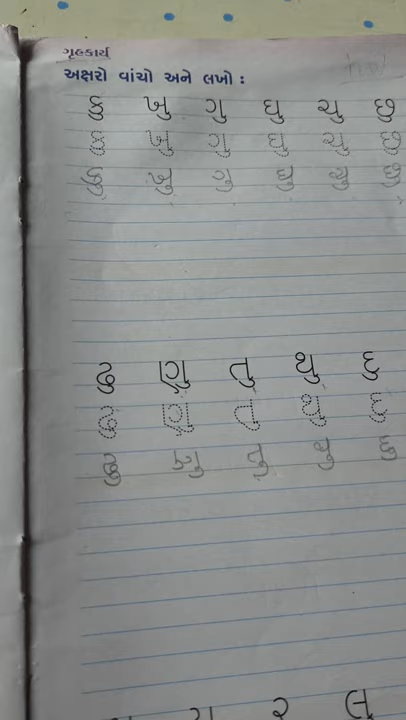 ગૃહકાર્ય
અક્ષરો વાંચો અને લખો :
કુ ખુ ગુ ઘુ ચુ છુ
કુ ખુ ગુ ઘુ ચુ છુ
કુ ખુ ગુ ઘુ ચુ છુ
ઢુ ણુ તુ થુ દુ
ઢુ ણુ તુ થુ દુ
ઢુ ણુ તુ થુ દુ
ર લ